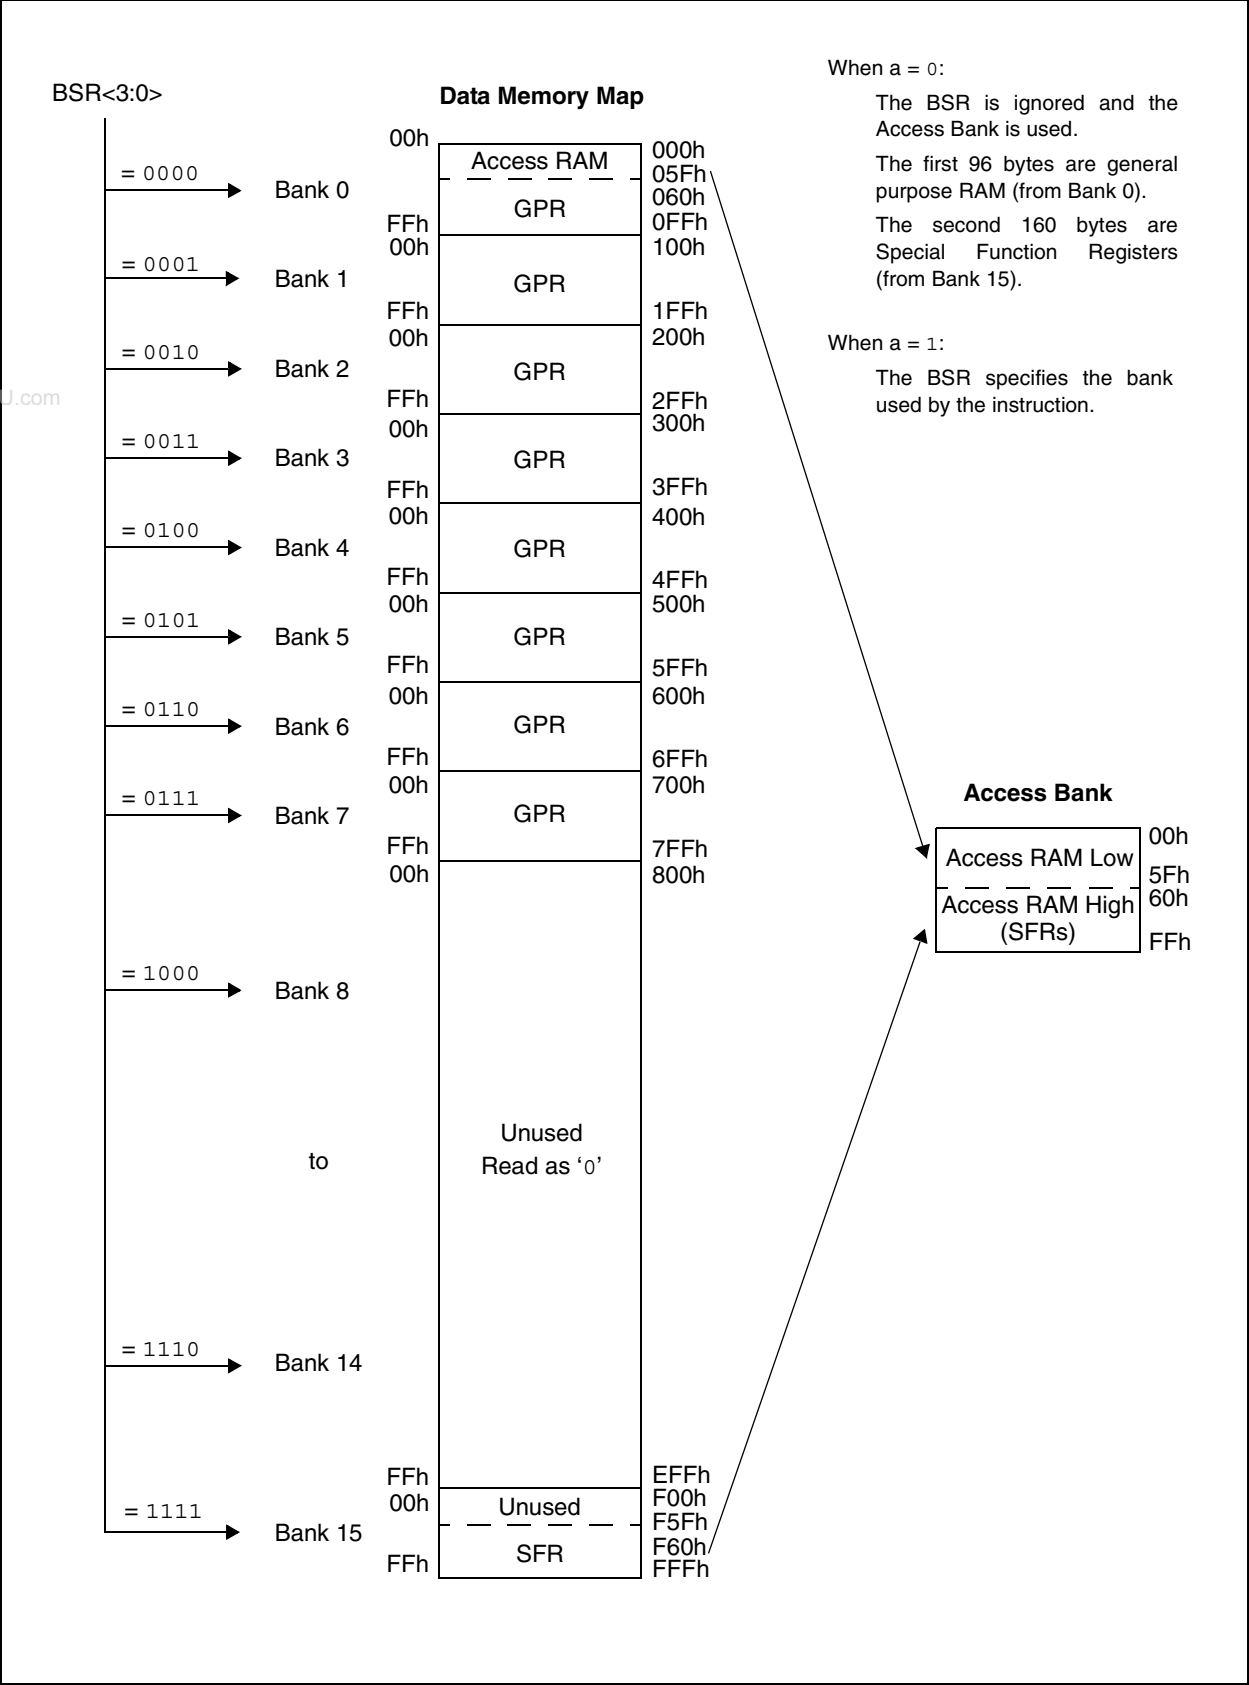 BSR<3:0>
Data Memory Map
When a = 0:
The BSR is ignored and the
Access Bank is used.
The first 96 bytes are general
purpose RAM (from Bank 0).
The second 160 bytes are
Special Function Registers
(from Bank 15).
When a = 1:
The BSR specifies the bank
used by the instruction.
= 0000
Bank 0
00h
Access RAM
GPR
FFh
000h
05Fh
060h
0FFh
= 0001
Bank 1
00h
GPR
FFh
100h
1FFh
= 0010
Bank 2
00h
GPR
FFh
200h
2FFh
U.com
= 0011
Bank 3
00h
GPR
FFh
300h
3FFh
= 0100
Bank 4
00h
GPR
FFh
400h
4FFh
= 0101
Bank 5
00h
GPR
FFh
500h
5FFh
= 0110
Bank 6
00h
GPR
FFh
600h
6FFh
= 0111
Bank 7
00h
GPR
FFh
700h
7FFh
= 1000
Bank 8
00h
800h
to
Unused
Read as ‘0’
= 1110
Bank 14
FFh
EFFh
= 1111
Bank 15
00h
Unused
SFR
FFh
F00h
F5Fh
F60h
FFFh
Access Bank
Access RAM Low
Access RAM High
(SFRs)
00h
5Fh
60h
FFh